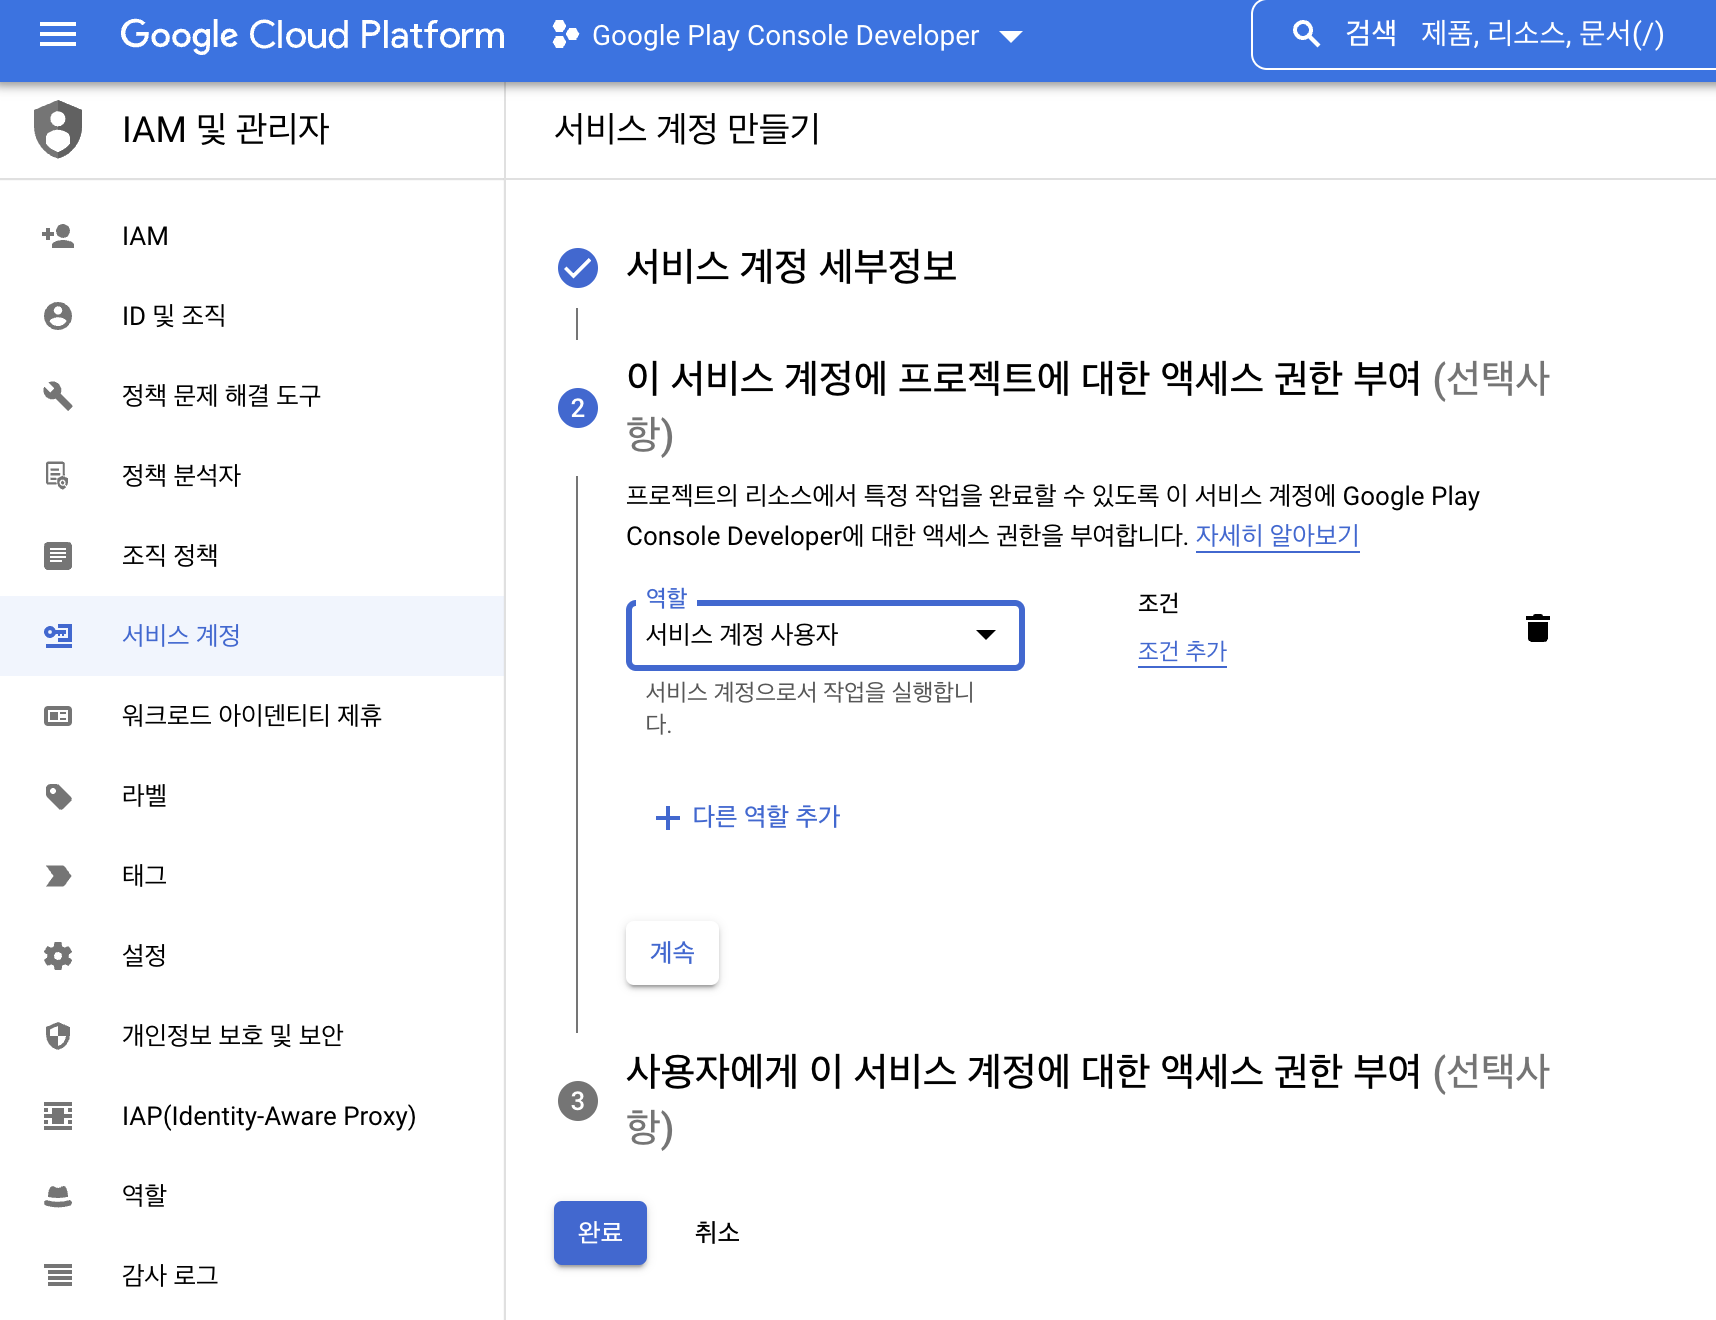 Google Cloud Platform
Google Play Console Developer
검색 제품, 리소스, 문서(/)
IAM 및 관리자
IAM
ID 및 조직
정책 문제 해결 도구
정책 분석자
조직 정책
서비스 계정
워크로드 아이덴티티 제휴
라벨
태그
설정
개인정보 보호 및 보안
IAP(Identity-Aware Proxy)
역할
감사 로그
서비스 계정 만들기
서비스 계정 세부정보
2
이 서비스 계정에 프로젝트에 대한 액세스 권한 부여 (선택사
항)
프로젝트의 리소스에서 특정 작업을 완료할 수 있도록 이 서비스 계정에 Google Play
Console Developer에 대한 액세스 권한을 부여합니다. 자세히 알아보기
역할
서비스 계정 사용자
서비스 계정으로서 작업을 실행합니
다.
조건
조건 추가
다른 역할 추가
계속
3
사용자에게 이 서비스 계정에 대한 액세스 권한 부여 (선택사
항)
완료
취소